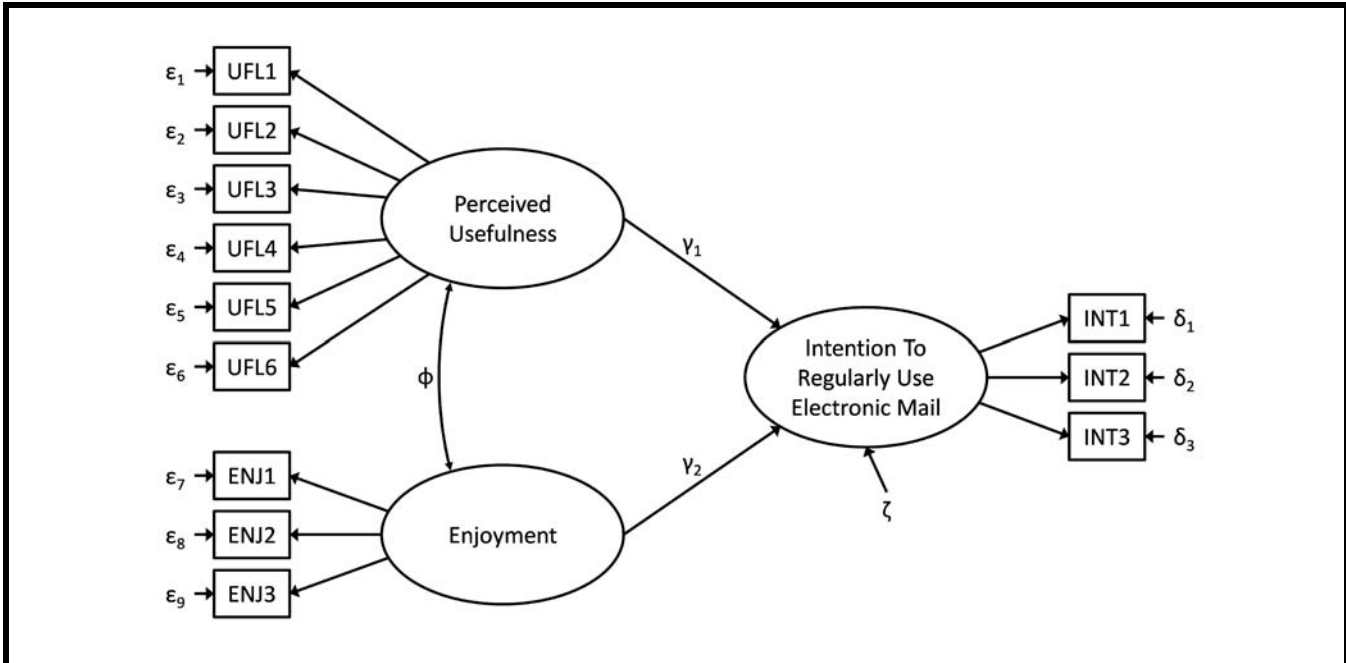 ε₁
UFL1
ε₂
UFL2
ε₃
UFL3
ε₄
UFL4
ε₅
UFL5
ε₆
UFL6
Perceived
Usefulness
γ₁
ϕ
ε₇
ENJ1
ε₈
ENJ2
ε₉
ENJ3
Enjoyment
γ₂
Intention To
Regularly Use
Electronic Mail
ζ
INT1
δ₁
INT2
δ₂
INT3
δ₃